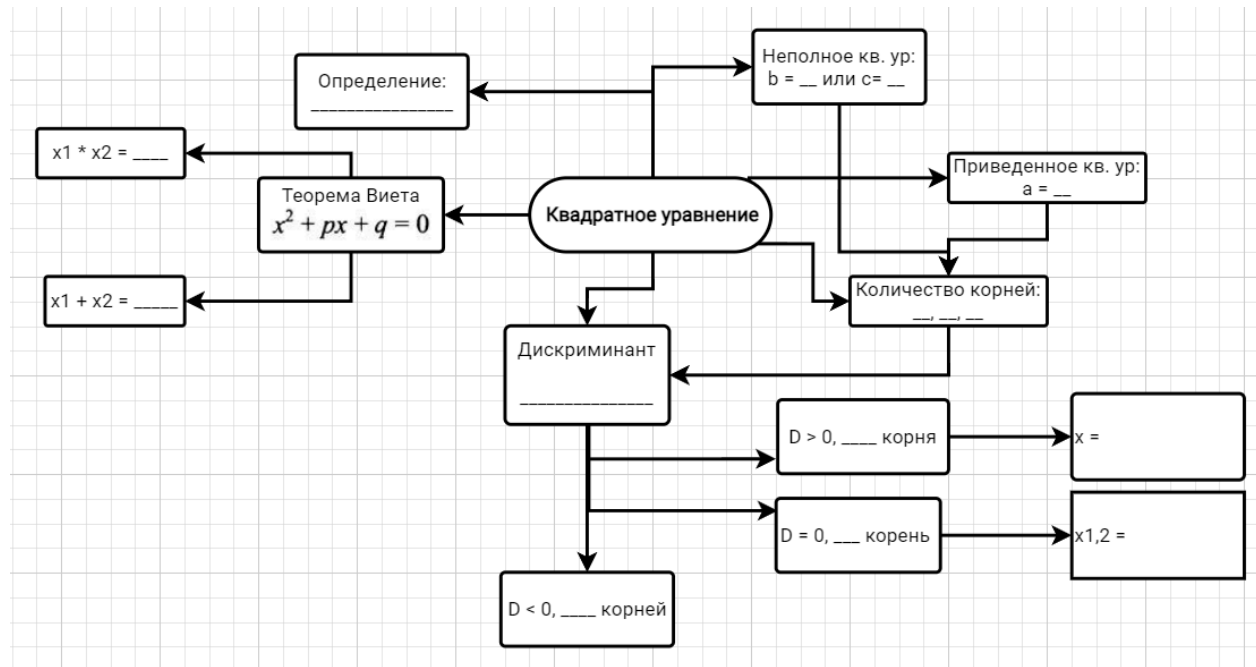 Неполное кв. ур:
b = __ или c= __
Определение:
________________
x1 * x2 = ____
Приведенное кв. ур:
a = __
Теорема Виета
x² + px + q = 0
Квадратное уравнение
x1 + x2 = _____
Количество корней:
__, __, __
Дискриминант
_______________
D > 0, ____ корня
x =
D = 0, ___ корень
x1,2 =
D < 0, ____ корней